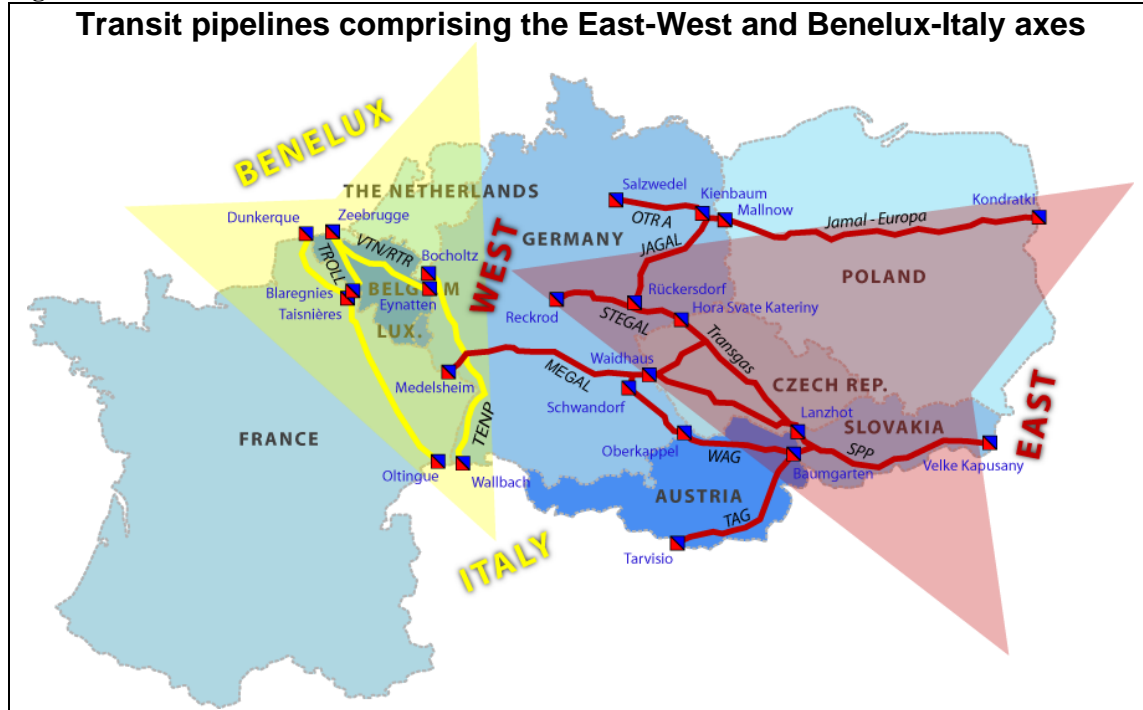 Transit pipelines comprising the East-West and Benelux-Italy axes
BENELUX
THE NETHERLANDS
Dunkerque
Zeebrugge
VTN/RTR
Bocholtz
TROLL
Blaregnies
BELGIUM
Eynatten
Taisnières
LUX.
WEST
Salzwedel
Kienbaum
Mallnow
OTRA
GERMANY
JAGAL
Jamal - Europa
Kondratki
POLAND
Rückersdorf
Hora Svate Kateriny
Reckrod
STEGAL
Transgas
Waidhaus
MEGAL
CZECH REP.
Medelsheim
Schwandorf
Lanzhot
SLOVAKIA
EAST
FRANCE
TENP
Oberkappel
WAG
SPP
Velke Kapusany
Baumgarten
Oltingue
Wallbach
AUSTRIA
TAG
ITALY
Tarvisio